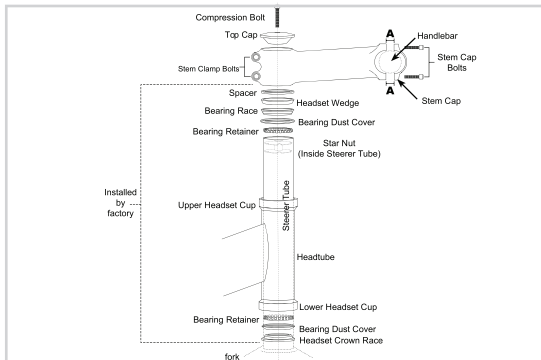 Compression Bolt
Top Cap
Handlebar
A
Stem Clamp Bolts
Stem Cap
Bolts
A
Stem Cap
Spacer
Headset Wedge
Bearing Race
Bearing Dust Cover
Bearing Retainer
Star Nut
(Inside Steerer Tube)
Installed
by
factory
Steerer Tube
Upper Headset Cup
Headtube
Lower Headset Cup
Bearing Retainer
Bearing Dust Cover
Headset Crown Race
fork